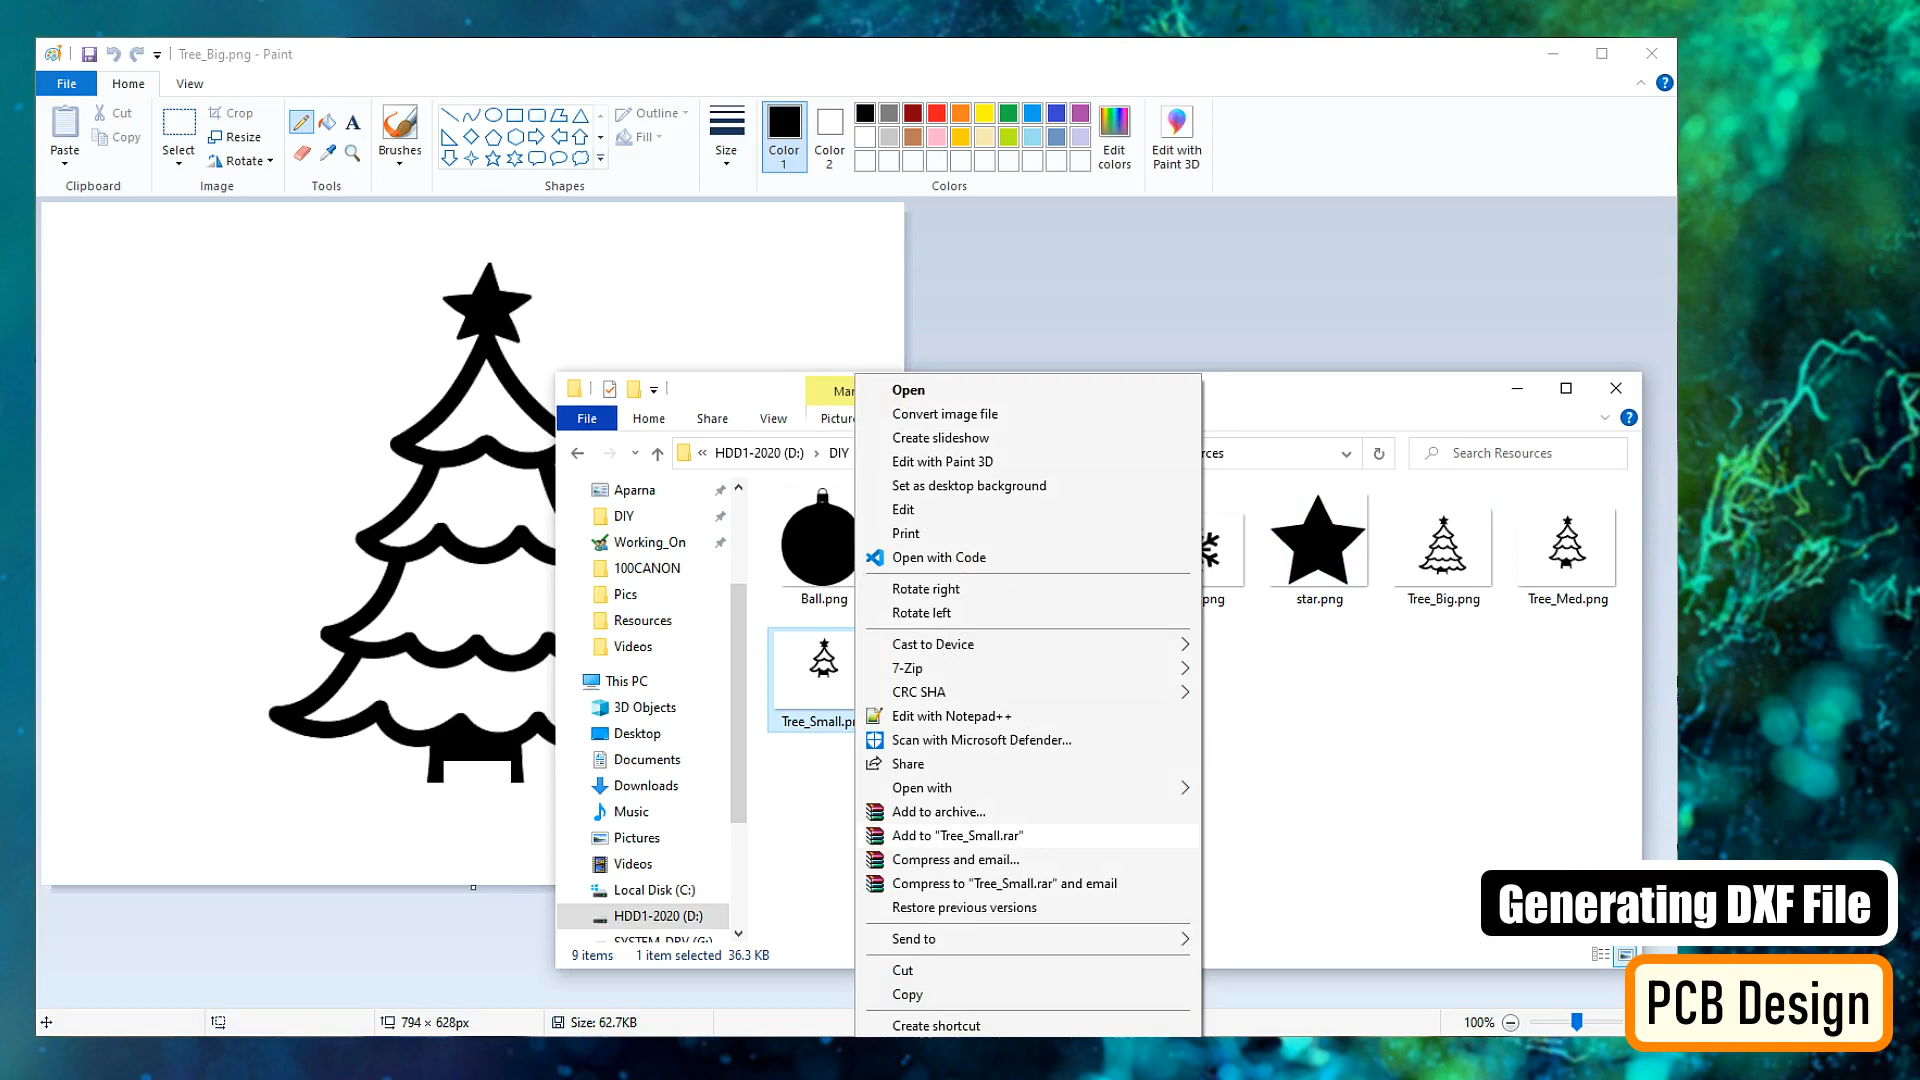 Tree_Big.png - Paint
File
Home
View
Paste
Cut
Copy
Clipboard
Select
Crop
Resize
Rotate
Image
Tools
Brushes
Shapes
Outline
Fill
Size
Color
1
Color
2
Colors
Edit
colors
Edit with
Paint 3D
File
Home
Share
View
Picture
HDD1-2020 (D:)
DIY
Search Resources
Aparna
DIY
Working_On
100CANON
Pics
Resources
Videos
This PC
3D Objects
Desktop
Documents
Downloads
Music
Pictures
Videos
Local Disk (C:)
HDD1-2020 (D:)
Ball.png
png
star.png
Tree_Big.png
Tree_Med.png
Tree_Small.pn
Open
Convert image file
Create slideshow
Edit with Paint 3D
Set as desktop background
Edit
Print
Open with Code
Rotate right
Rotate left
Cast to Device
7-Zip
CRC SHA
Edit with Notepad++
Scan with Microsoft Defender...
Share
Open with
Add to archive...
Add to "Tree_Small.rar"
Compress and email...
Compress to "Tree_Small.rar" and email
Restore previous versions
Send to
Cut
Copy
Create shortcut
9 items
1 item selected 36.3 KB
794 × 628px
Size: 62.7KB
100%
Generating DXF File
PCB Design